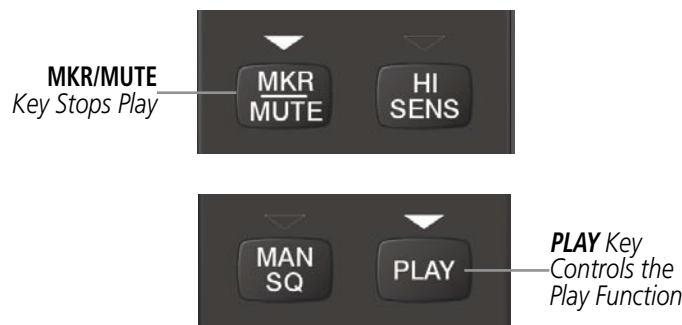 MKR/MUTE
Key Stops Play
MKR
MUTE
HI
SENS
MAN
SQ
PLAY
PLAY Key
Controls the
Play Function